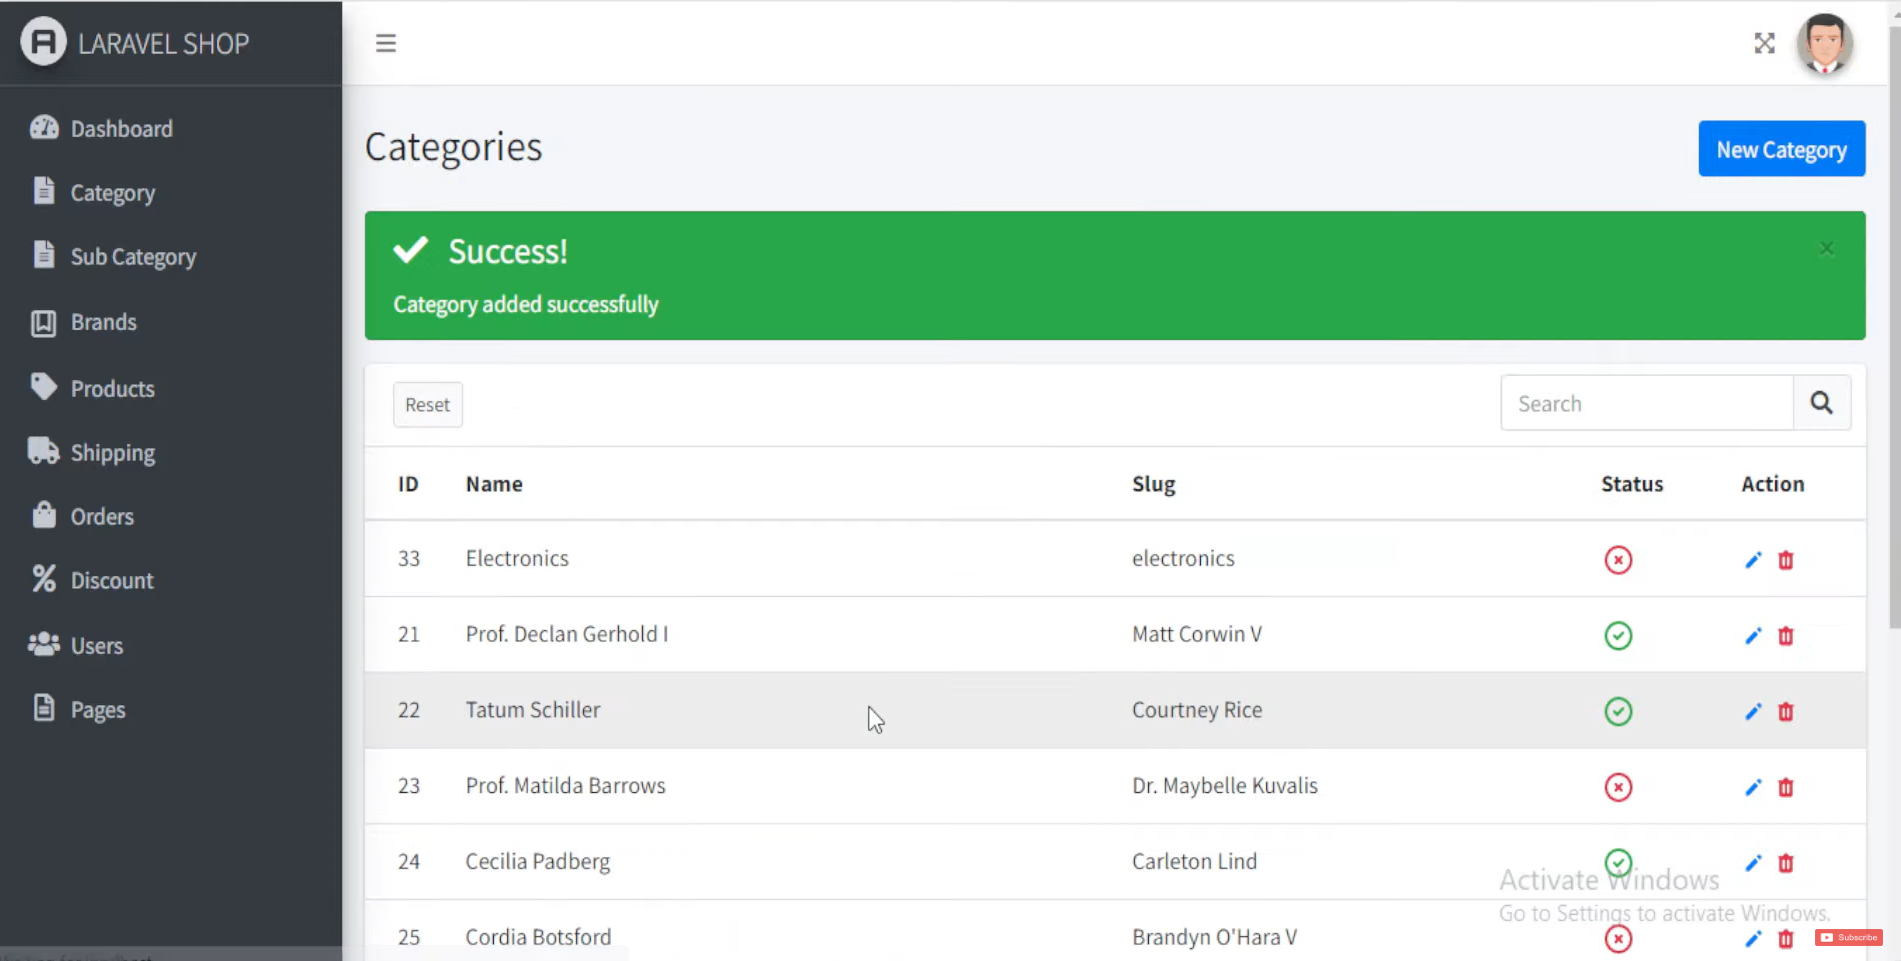 LARAVEL SHOP
Dashboard
Category
Sub Category
Brands
Products
Shipping
Orders
Discount
Users
Pages
Categories
New Category
Success!
Category added successfully
Reset
Search
ID Name Slug Status Action
33 Electronics electronics
21 Prof. Declan Gerhold I Matt Corwin V
22 Tatum Schiller Courtney Rice
23 Prof. Matilda Barrows Dr. Maybelle Kuvalis
24 Cecilia Padberg Carleton Lind
25 Cordia Botsford Brandyn O'Hara V
Activate Windows
Go to Settings to activate Windows.
Subscribe